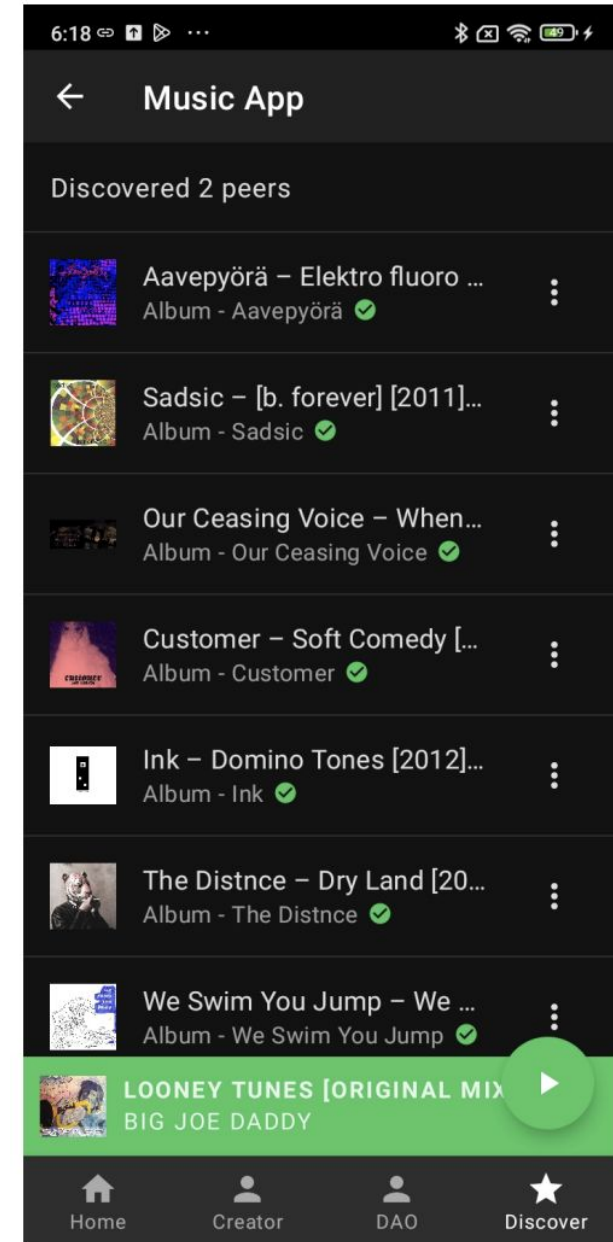 6:18
49
Music App
Discovered 2 peers
Aavepyörä – Elektro fluoro ...
Album - Aavepyörä
Sadsic – [b. forever] [2011]...
Album - Sadsic
Our Ceasing Voice – When...
Album - Our Ceasing Voice
Customer – Soft Comedy [...
Album - Customer
Ink – Domino Tones [2012]...
Album - Ink
The Distnce – Dry Land [20...
Album - The Distnce
We Swim You Jump – We ...
Album - We Swim You Jump
LOONEY TUNES [ORIGINAL MIX
BIG JOE DADDY
Home
Creator
DAO
Discover